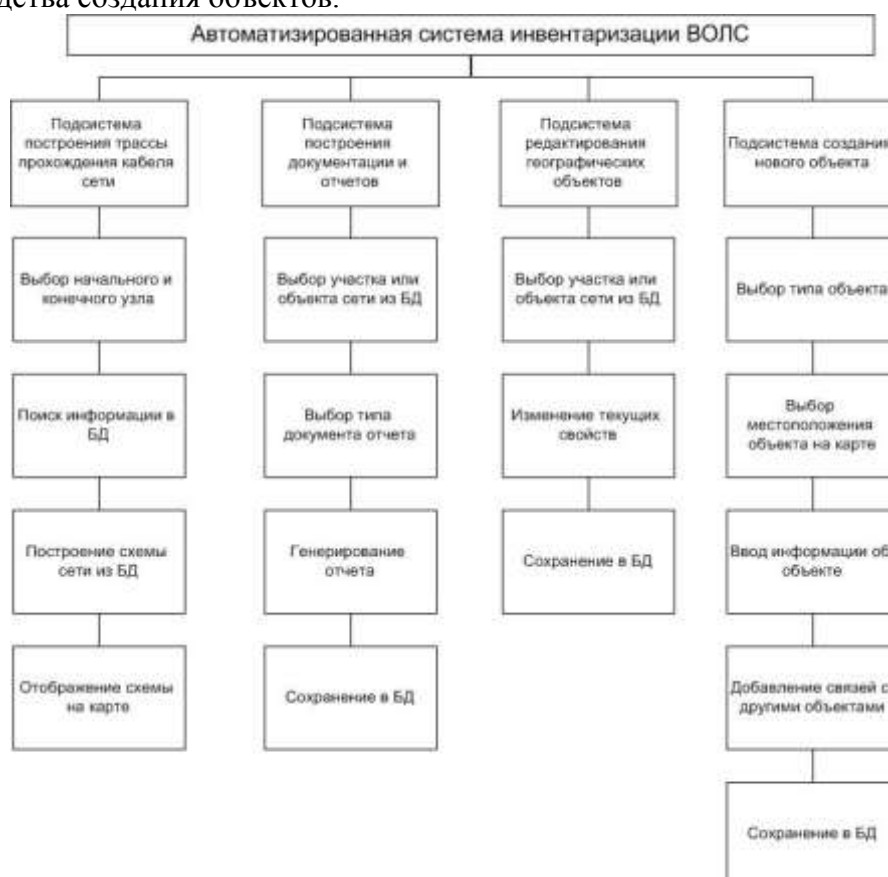 создания объектов.
Автоматизированная система инвентаризации ВОЛС
Подсистема
построения трассы
прохождения кабеля
сети
Подсистема
построения
документации и
отчетов
Подсистема
редактирования
географических
объектов
Подсистема создания
нового объекта
Выбор начального и
конечного узла
Выбор участка или
объекта сети из БД
Выбор участка или
объекта сети из БД
Выбор типа объекта
Поиск информации в
БД
Выбор типа
документа отчета
Изменение текущих
свойств
Выбор
местоположения
объекта на карте
Построение схемы
сети из БД
Генерирование
отчета
Сохранение в БД
Ввод информации об
объекте
Отображение схемы
на карте
Сохранение в БД
Добавление связей с
другими объектами
Сохранение в БД